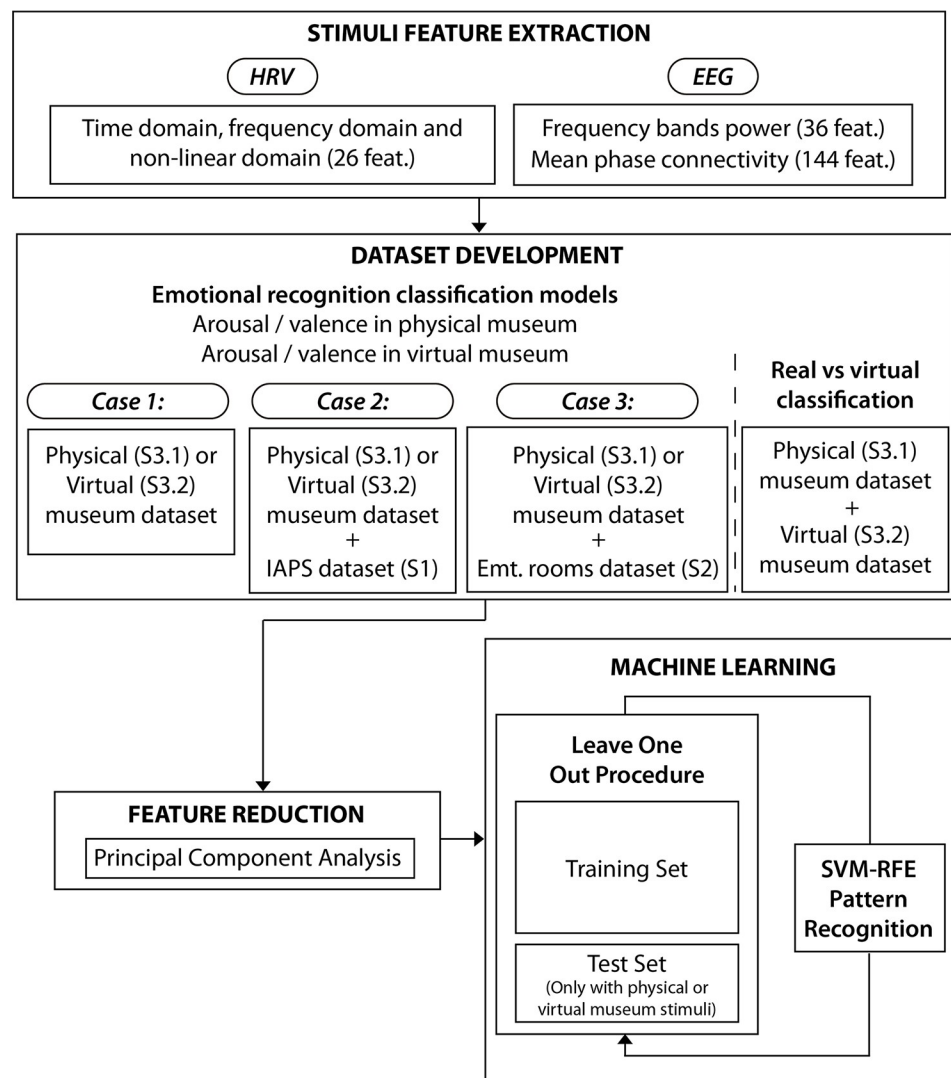 STIMULI FEATURE EXTRACTION
HRV
Time domain, frequency domain and
non-linear domain (26 feat.)
EEG
Frequency bands power (36 feat.)
Mean phase connectivity (144 feat.)
DATASET DEVELOPMENT
Emotional recognition classification models
Arousal / valence in physical museum
Arousal / valence in virtual museum
Case 1:
Physical (S3.1) or
Virtual (S3.2)
museum dataset
Case 2:
Physical (S3.1) or
Virtual (S3.2)
museum dataset
+
IAPS dataset (S1)
Case 3:
Physical (S3.1) or
Virtual (S3.2)
museum dataset
+
Emt. rooms dataset (S2)
Real vs virtual
classification
Physical (S3.1)
museum dataset
+
Virtual (S3.2)
museum dataset
FEATURE REDUCTION
Principal Component Analysis
MACHINE LEARNING
Leave One
Out Procedure
Training Set
Test Set
(Only with physical or
virtual museum stimuli)
SVM-RFE
Pattern
Recognition